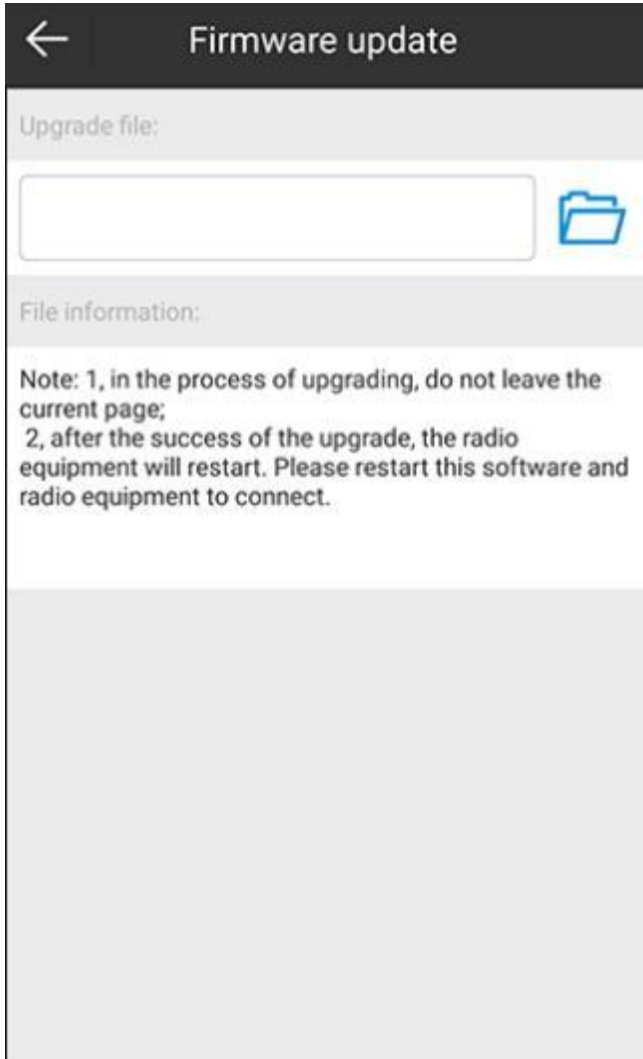 Firmware update
Upgrade file:
File information:
Note: 1, in the process of upgrading, do not leave the
current page;
2, after the success of the upgrade, the radio
equipment will restart. Please restart this software and
radio equipment to connect.